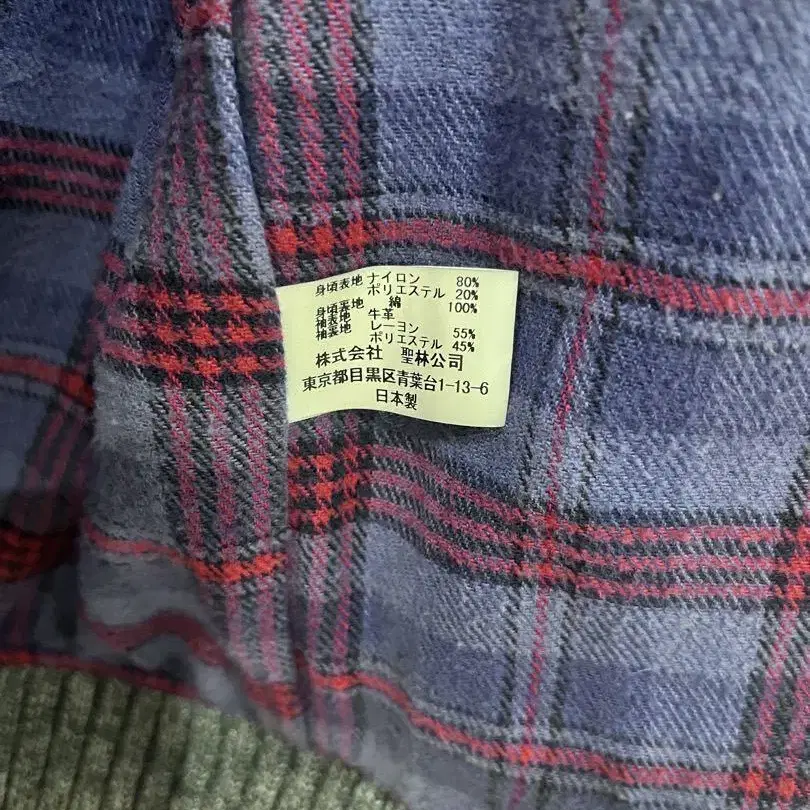 身頃表地 ナイロン 80%
ポリエステル 20%
身頃裏地 綿 100%
袖表地 牛革
袖裏地 レーヨン 55%
ポリエステル 45%
株式会社 聖林公司
東京都目黒区青葉台1-13-6
日本製